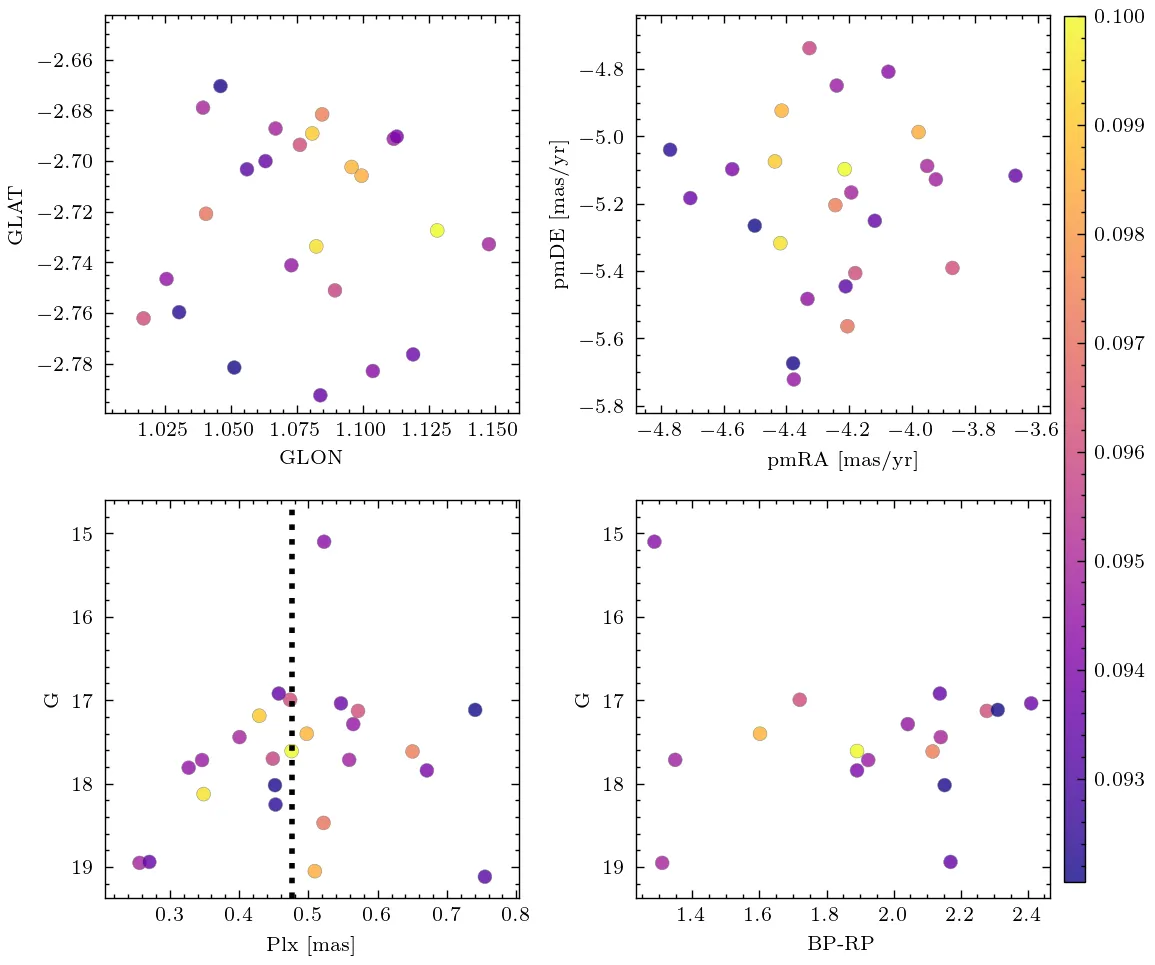 −2.66
−2.68
−2.70
−2.72
−2.74
−2.76
−2.78
GLAT
1.025 1.050 1.075 1.100 1.125 1.150
GLON
−4.8
−5.0
−5.2
−5.4
−5.6
−5.8
pmDE [mas/yr]
−4.8 −4.6 −4.4 −4.2 −4.0 −3.8 −3.6
pmRA [mas/yr]
0.100
0.099
0.098
0.097
0.096
0.095
0.094
0.093
15
16
17
18
19
G
0.3 0.4 0.5 0.6 0.7 0.8
Plx [mas]
15
16
17
18
19
G
1.4 1.6 1.8 2.0 2.2 2.4
BP-RP